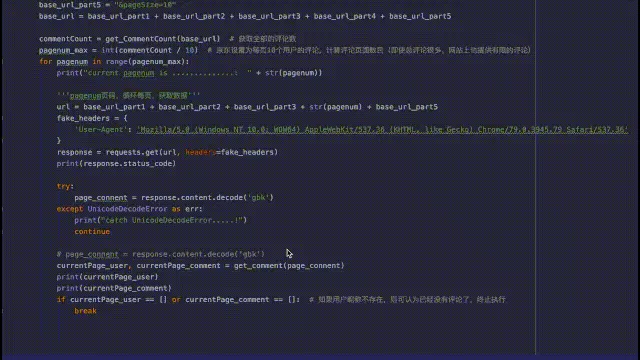 base_url_part5 = "&pageSize=10"
base_url = base_url_part1 + base_url_part2 + base_url_part3 + base_url_part4 + base_url_part5
commentCount = get_CommentCount(base_url)  # 获取全部的评论数
pagenum_max = int(commentCount / 10)  # 原东设置为每页10个用户的评论，计算评论页面数目（即使总评论很多，网站上也提供有限的评论）
for pagenum in range(pagenum_max):
print("current pagenum is ..............:  " + str(pagenum))
'''pagenum页码，循环每页，获取数据'''
url = base_url_part1 + base_url_part2 + base_url_part3 + str(pagenum) + base_url_part5
fake_headers = {
'User-Agent': 'Mozilla/5.0 (Windows NT 10.0; WOW64) AppleWebKit/537.36 (KHTML, like Gecko) Chrome/79.0.3945.79 Safari/537.36'
}
response = requests.get(url, headers=fake_headers)
print(response.status_code)
try:
page_connent = response.content.decode('gbk')
except UnicodeDecodeError as err:
print("catch UnicodeDecodeError.....!")
continue
# page_connent = response.content.decode('gbk')
currentPage_user, currentPage_comment = get_comment(page_connent)
print(currentPage_user)
print(currentPage_comment)
if currentPage_user == [] or currentPage_comment == []:  # 如果用户昵称不存在，则可认为已经没有评论了，终止执行
break